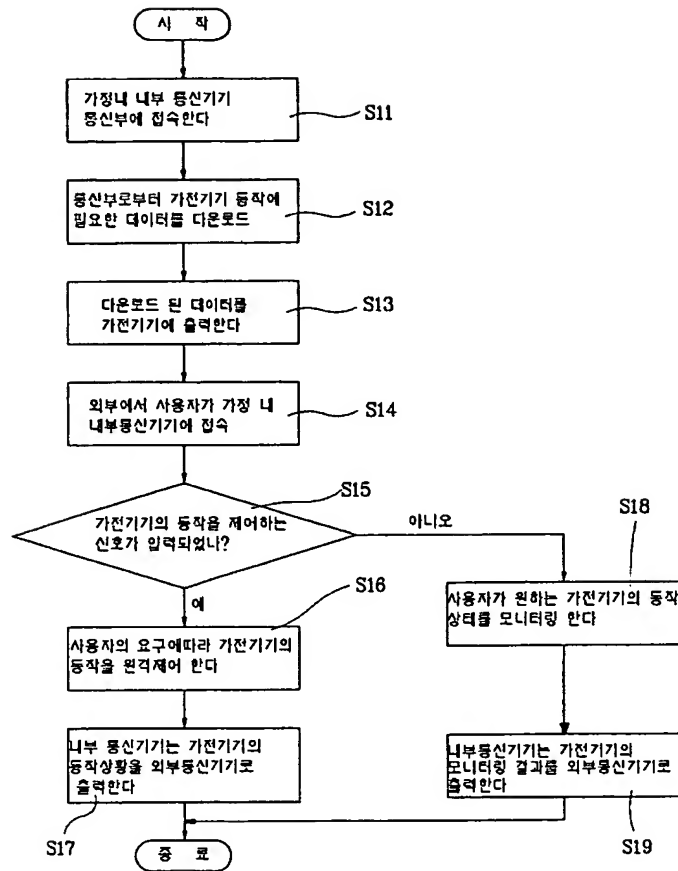 시 작
가정내 내부 통신기기
통신부에 접속한다
S11
통신부로부터 가전기기 동작에
필요한 데이터를 다운로드
S12
다운로드 된 데이터를
가전기기에 출력한다
S13
외부에서 사용자가 가정 내
내부통신기기에 접속
S14
S15
가전기기의 동작을 제어하는
신호가 입력되었나?
아니오
예
S16
사용자의 요구에따라 가전기기의
동작을 원격제어 한다
내부 통신기기는 가전기기의
동작상황을 외부통신기기로
출력한다
S17
S18
사용자가 원하는 가전기기의 동작
상태를 모니터링 한다
내부통신기기는 가전기기의
모니터링 결과를 외부통신기기로
출력한다
S19
종 료